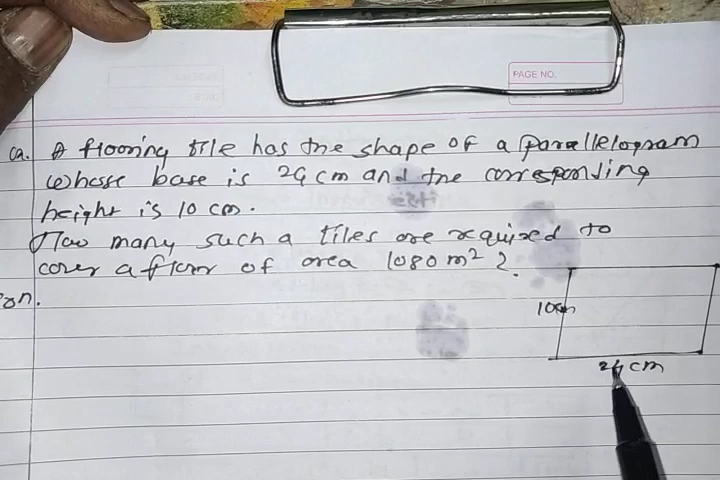 PAGE NO.
Q. A flooring tile has the shape of a parallelogram
whose base is 24 cm and the corresponding
height is 10 cm.
How many such a tiles are required to
cover a floor of area 1080 m² ?
son.
10cm
24 cm